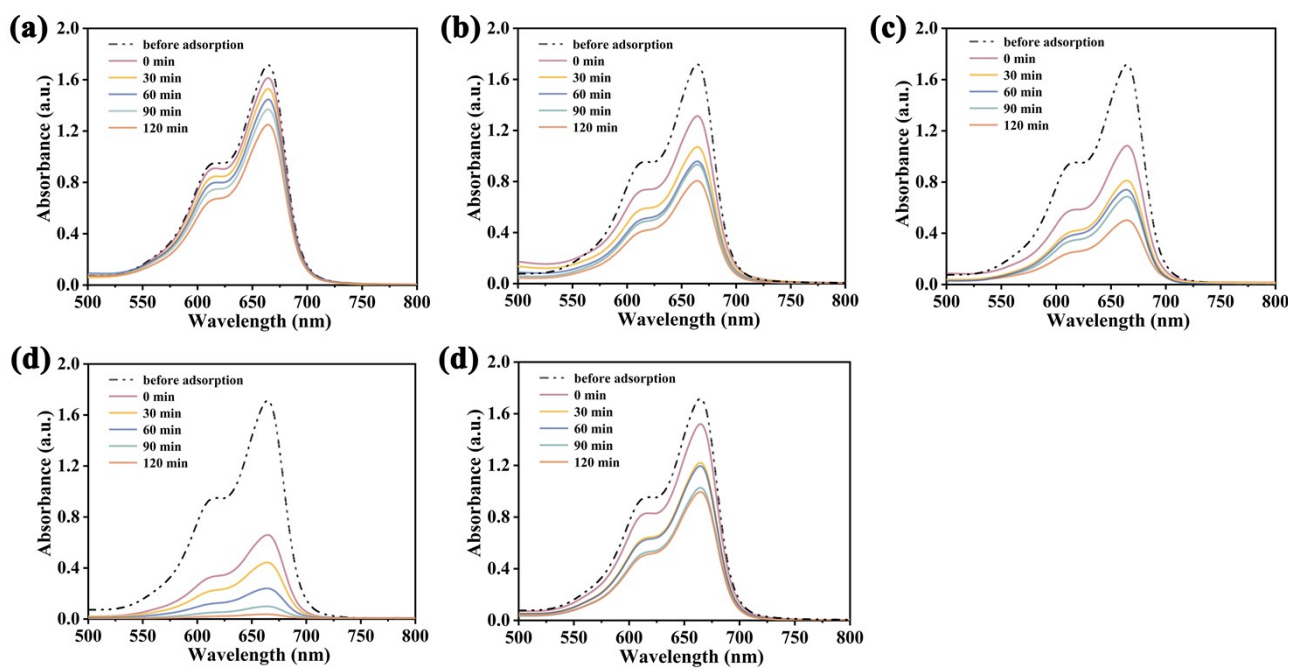 (a)
2.0
1.6
1.2
0.8
0.4
0.0
Absorbance (a.u.)
before adsorption
0 min
30 min
60 min
90 min
120 min
500 550 600 650 700 750 800
Wavelength (nm)
(b)
2.0
1.6
1.2
0.8
0.4
0.0
Absorbance (a.u.)
before adsorption
0 min
30 min
60 min
90 min
120 min
500 550 600 650 700 750 800
Wavelength (nm)
(c)
2.0
1.6
1.2
0.8
0.4
0.0
Absorbance (a.u.)
before adsorption
0 min
30 min
60 min
90 min
120 min
500 550 600 650 700 750 800
Wavelength (nm)
(d)
2.0
1.6
1.2
0.8
0.4
0.0
Absorbance (a.u.)
before adsorption
0 min
30 min
60 min
90 min
120 min
500 550 600 650 700 750 800
Wavelength (nm)
(d)
2.0
1.6
1.2
0.8
0.4
0.0
Absorbance (a.u.)
before adsorption
0 min
30 min
60 min
90 min
120 min
500 550 600 650 700 750 800
Wavelength (nm)